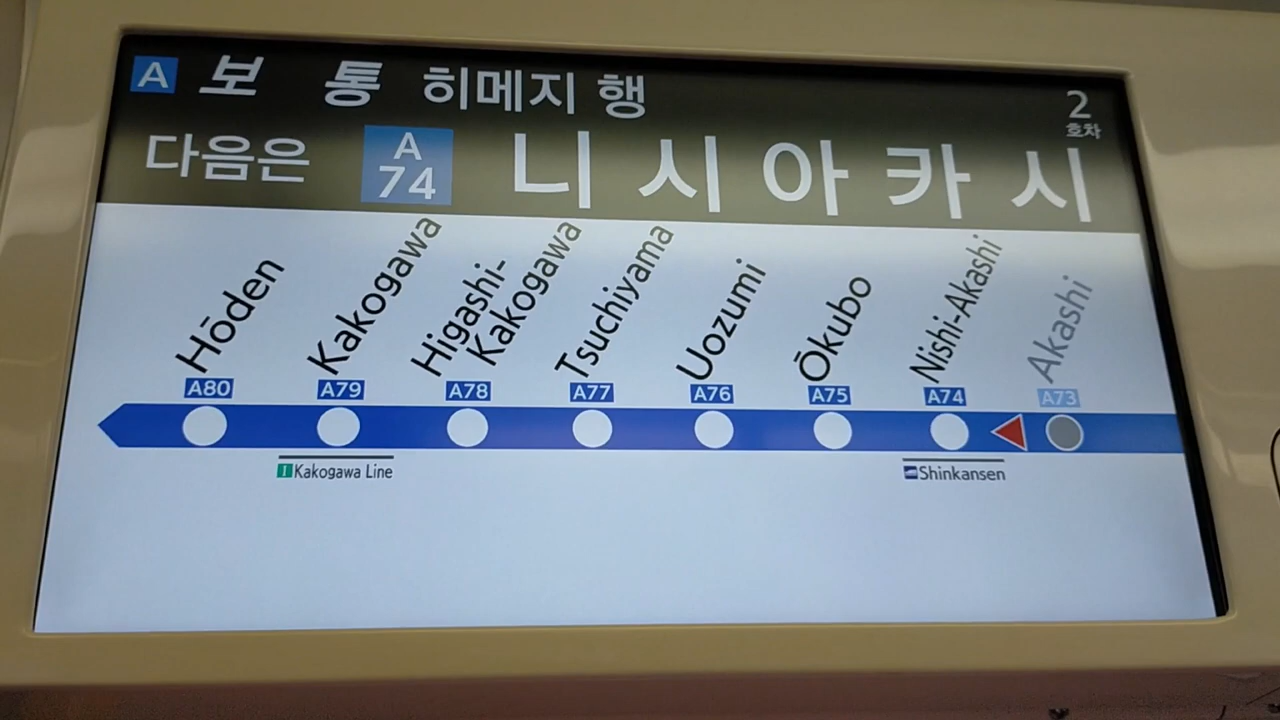 A 보 통 히메지 행
2
호차
다음은 A
74 니시아카시
Hōden
Kakogawa
Higashi-
Kakogawa
Tsuchiyama
Uozumi
Ōkubo
Nishi-Akashi
Akashi
A80 A79 A78 A77 A76 A75 A74 A73
I Kakogawa Line
Shinkansen